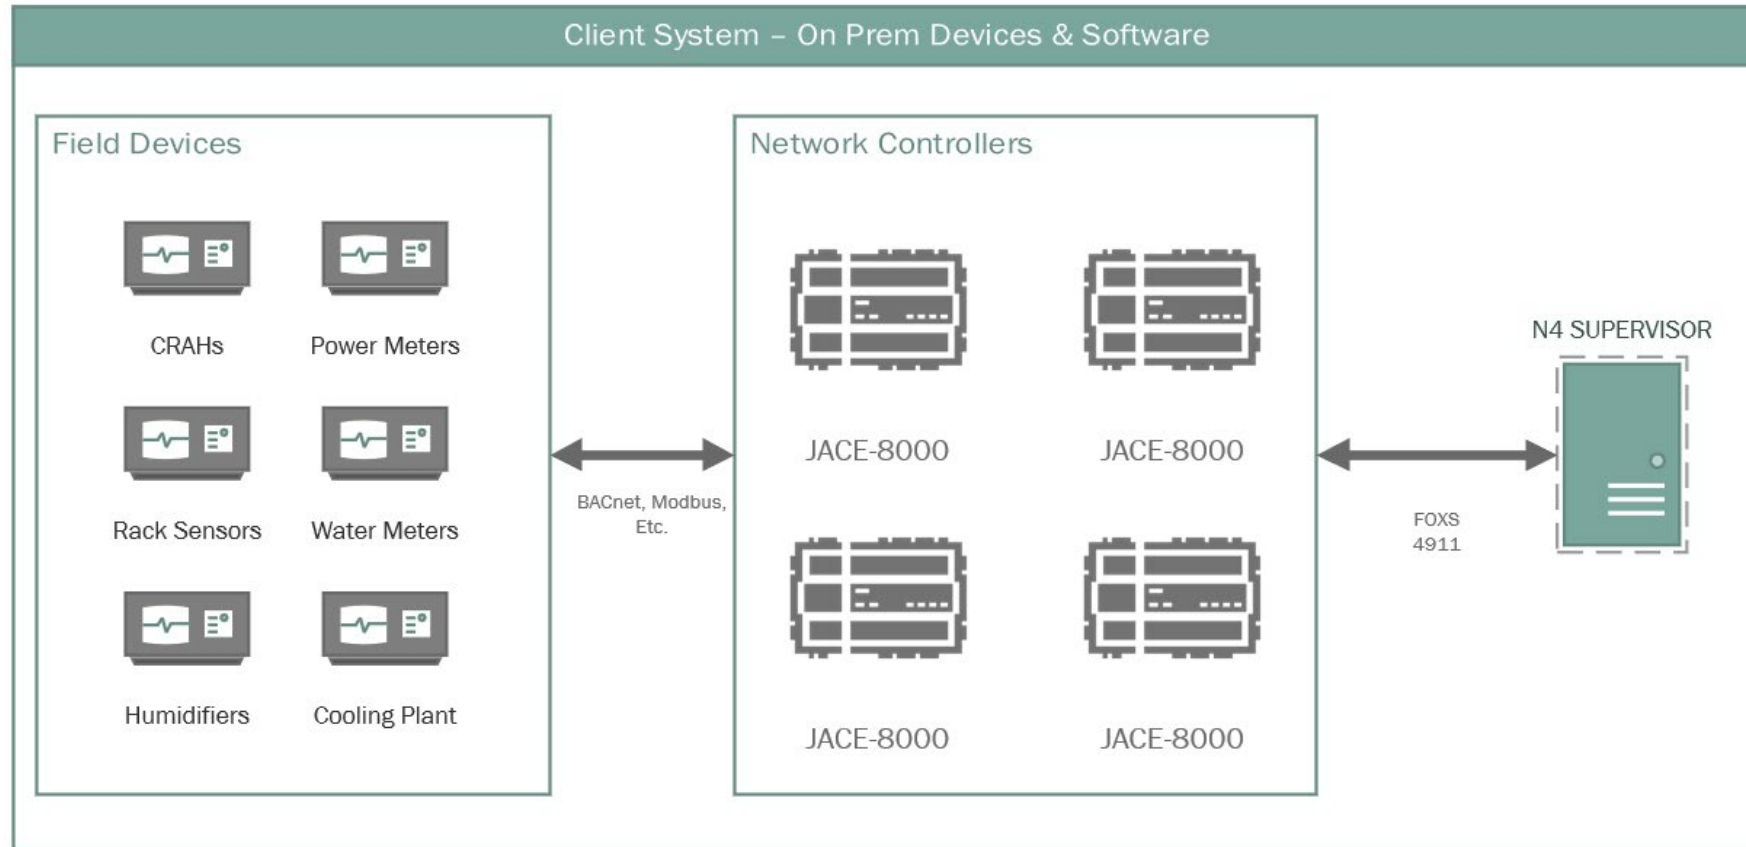 Client System – On Prem Devices & Software
Field Devices
CRAHs
Power Meters
Rack Sensors
Water Meters
Humidifiers
Cooling Plant
BACnet, Modbus,
Etc.
Network Controllers
JACE-8000
JACE-8000
JACE-8000
JACE-8000
FOXS
4911
N4 SUPERVISOR